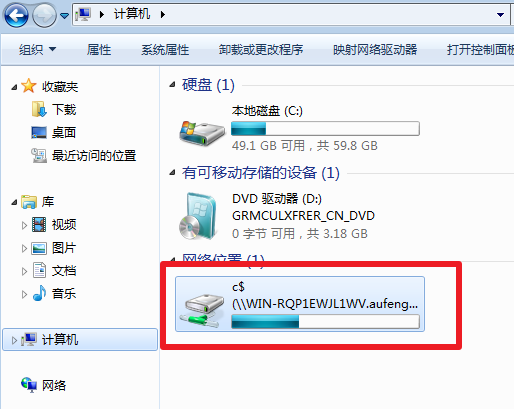 计算机
组织 属性 系统属性 卸载或更改程序 映射网络驱动器 打开控制面板
收藏夹
下载
桌面
最近访问的位置
库
视频
图片
文档
音乐
计算机
网络
硬盘 (1)
本地磁盘 (C:)
49.1 GB 可用，共 59.8 GB
有可移动存储的设备 (1)
DVD 驱动器 (D:)
GRMCULXFRER_CN_DVD
0 字节 可用，共 3.18 GB
网络位置 (1)
c$
(\\WIN-RQP1EWJL1WV.aufeng...